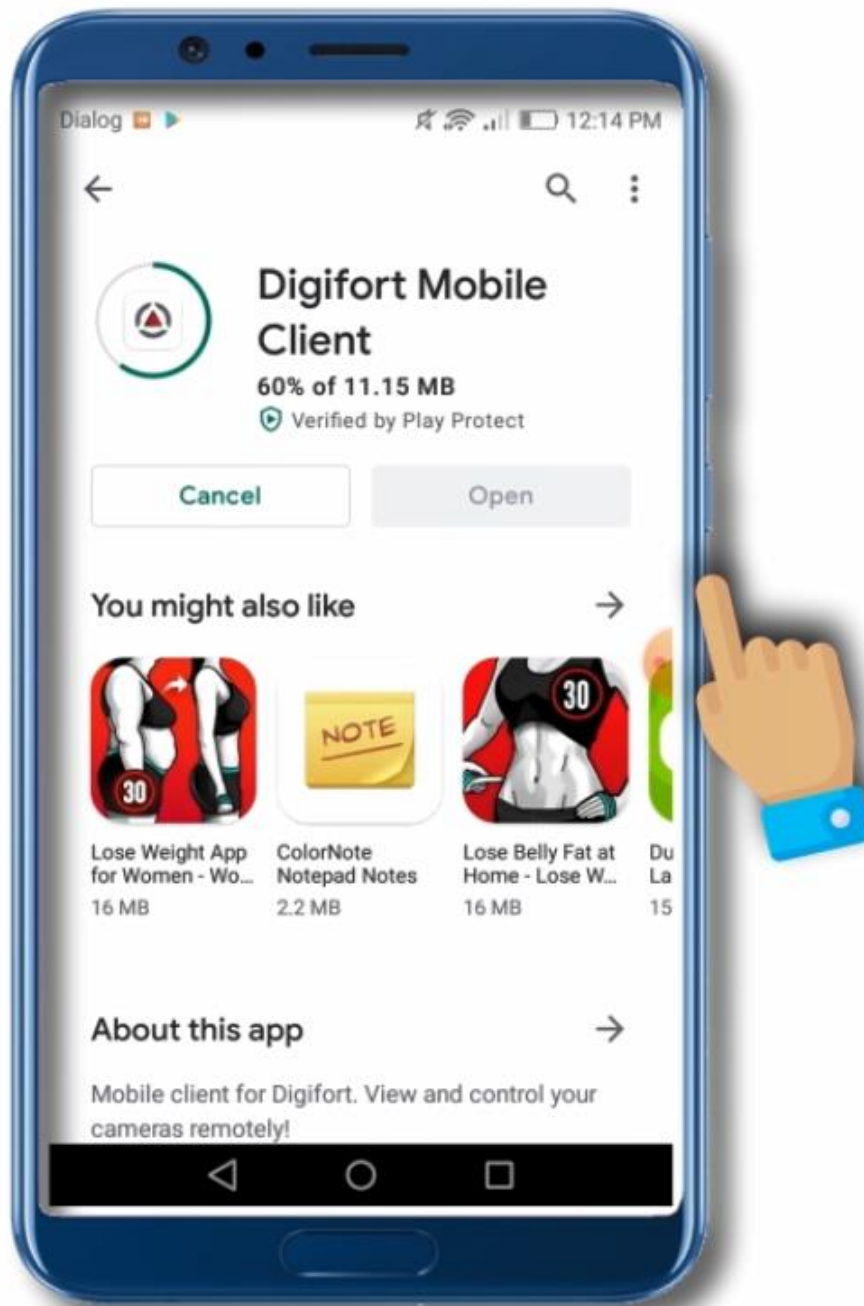 Dialog 12:14 PM
Digifort Mobile
Client
60% of 11.15 MB
Verified by Play Protect
Cancel Open
You might also like
30 NOTE 30
Lose Weight App ColorNote Lose Belly Fat at Du
for Women - Wo... Notepad Notes Home - Lose W... La
16 MB 2.2 MB 16 MB 15
About this app
Mobile client for Digifort. View and control your
cameras remotely!